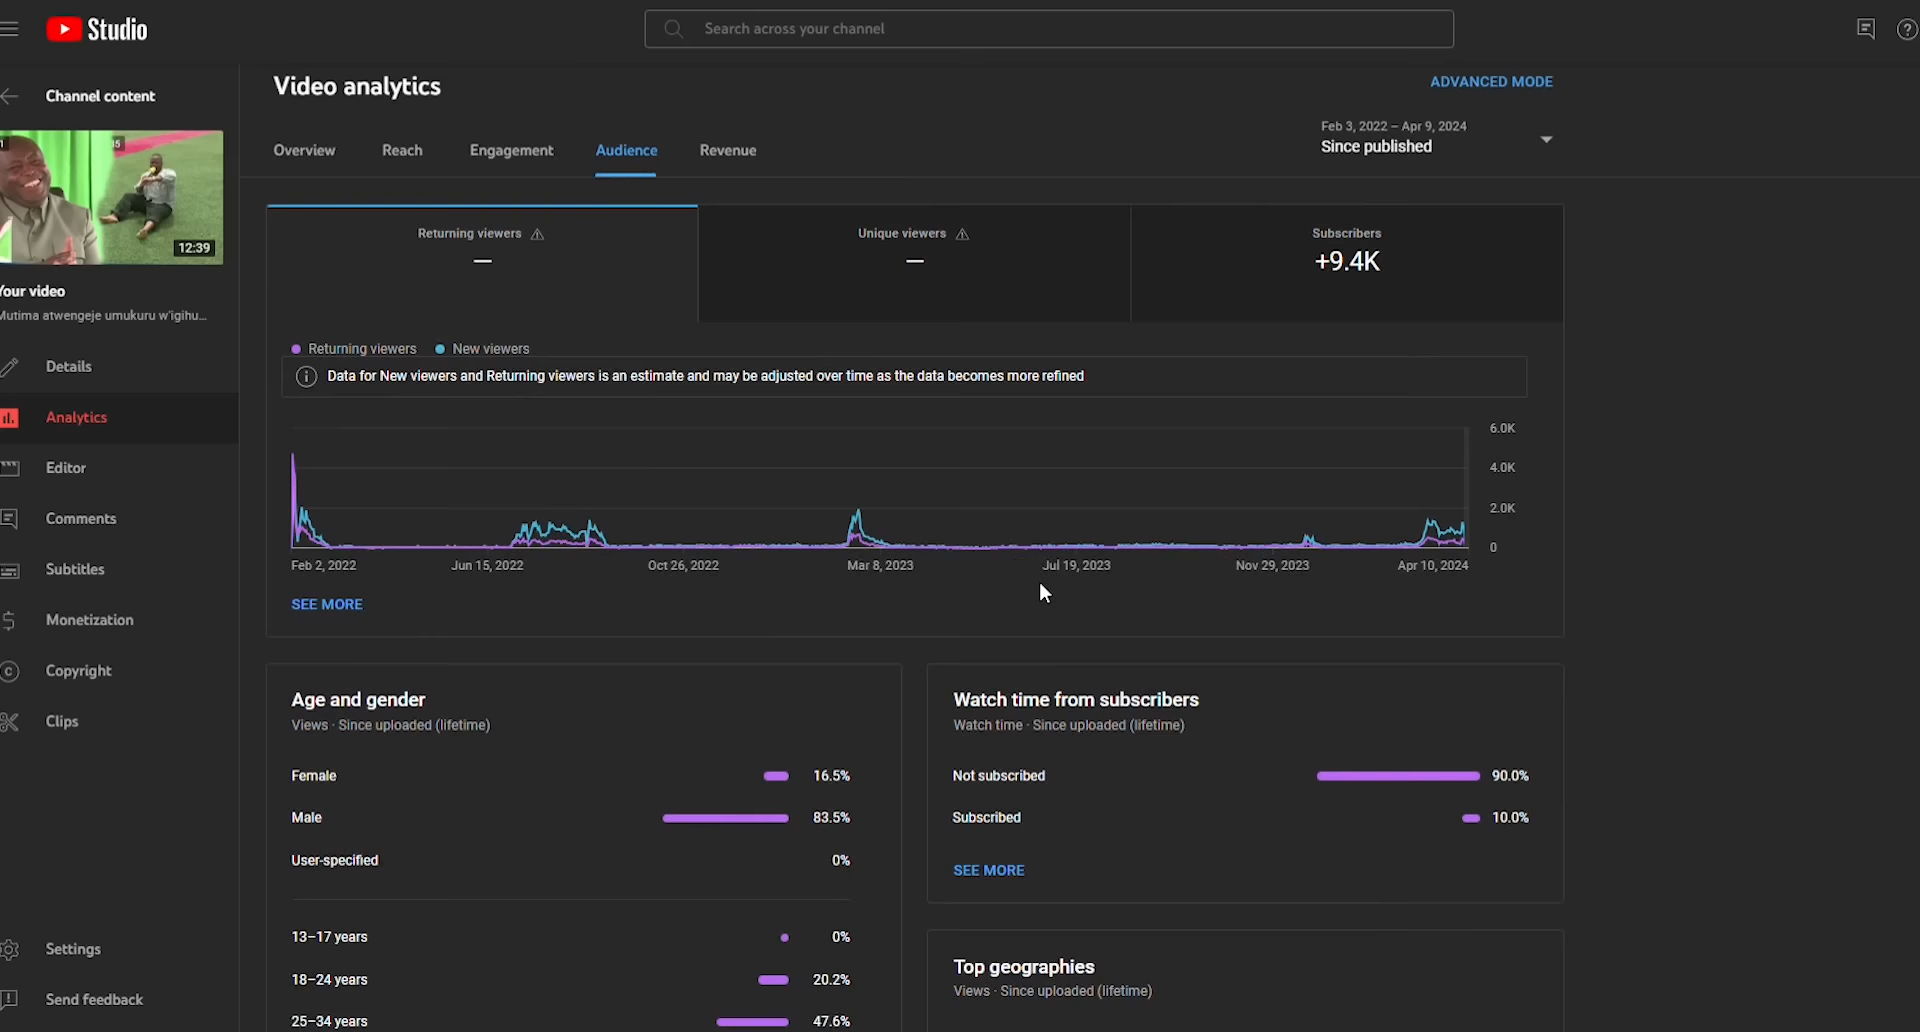 Studio
Search across your channel
Channel content
12:39
Your video
Mutima atwengeje umukuru w'igihu...
Details
Analytics
Editor
Comments
Subtitles
Monetization
Copyright
Clips
Settings
Send feedback
Video analytics
ADVANCED MODE
Overview
Reach
Engagement
Audience
Revenue
Feb 3, 2022 – Apr 9, 2024
Since published
Returning viewers
—
Unique viewers
—
Subscribers
+9.4K
Returning viewers
New viewers
Data for New viewers and Returning viewers is an estimate and may be adjusted over time as the data becomes more refined
6.0K
4.0K
2.0K
0
Feb 2, 2022
Jun 15, 2022
Oct 26, 2022
Mar 8, 2023
Jul 19, 2023
Nov 29, 2023
Apr 10, 2024
SEE MORE
Age and gender
Views · Since uploaded (lifetime)
Female 16.5%
Male 83.5%
User-specified 0%
13–17 years 0%
18–24 years 20.2%
25–34 years 47.6%
Watch time from subscribers
Watch time · Since uploaded (lifetime)
Not subscribed 90.0%
Subscribed 10.0%
SEE MORE
Top geographies
Views · Since uploaded (lifetime)